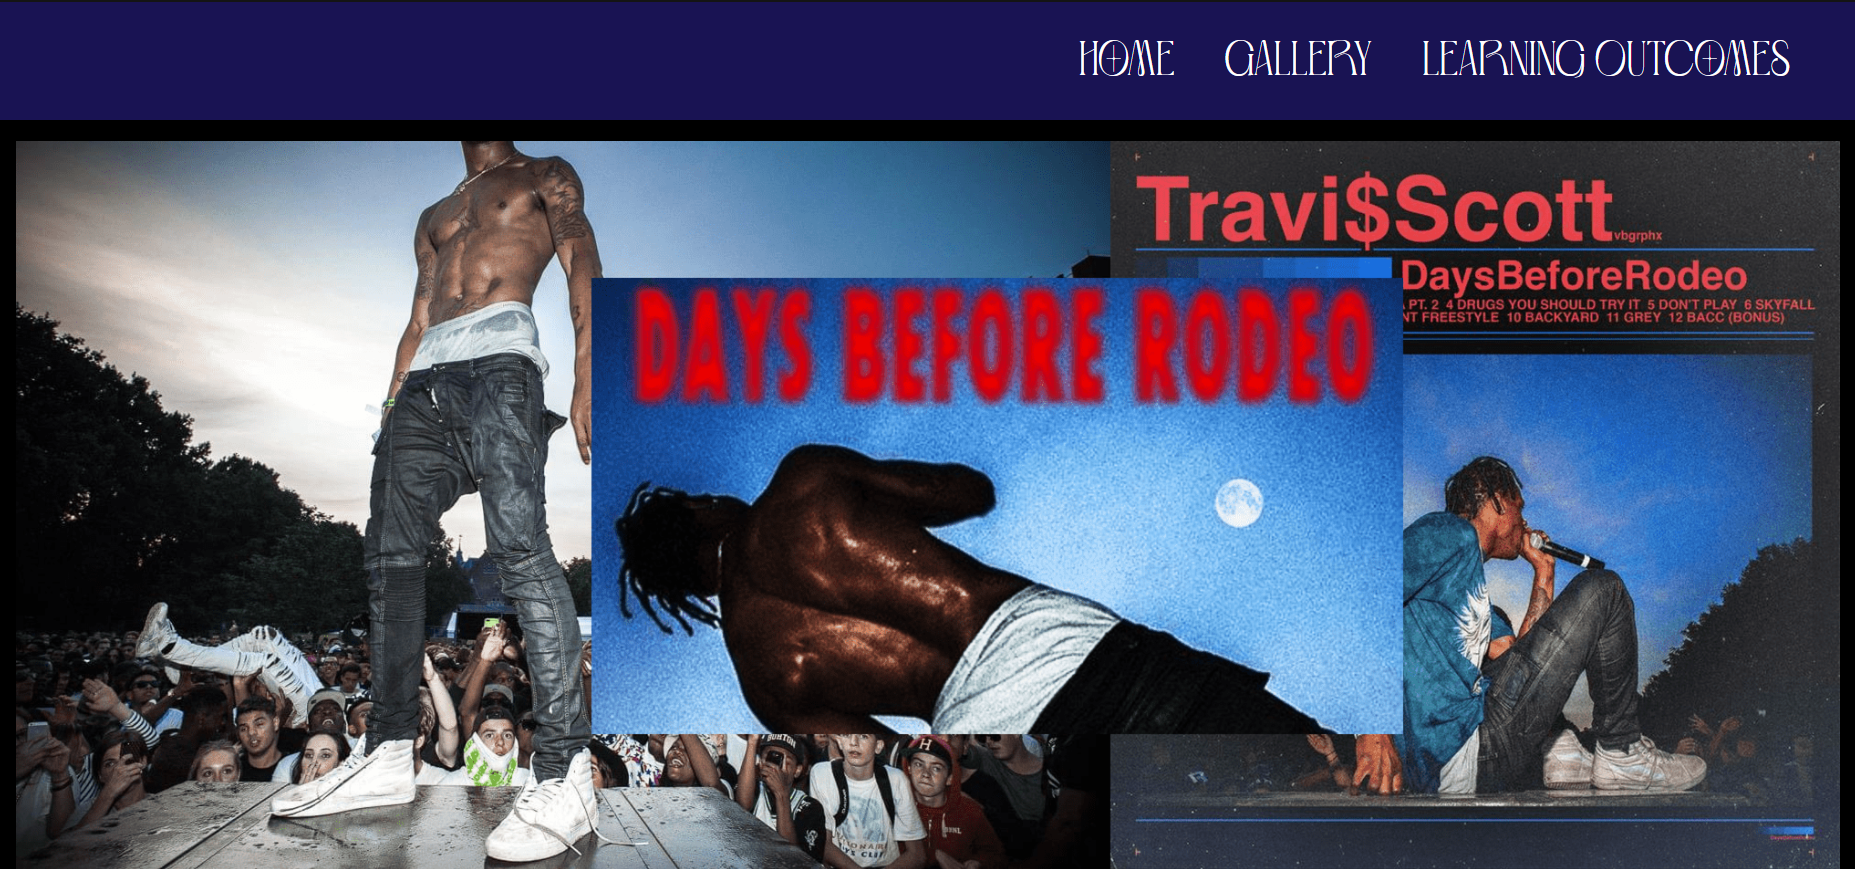 HOME GALLERY LEARNING OUTCOMES
Travi$Scott
vbgrphx
DaysBeforeRodeo
PT. 2 4 DRUGS YOU SHOULD TRY IT 5 DON'T PLAY 6 SKYFALL
NT FREESTYLE 10 BACKYARD 11 GREY 12 BACC (BONUS)
DAYS BEFORE RODEO